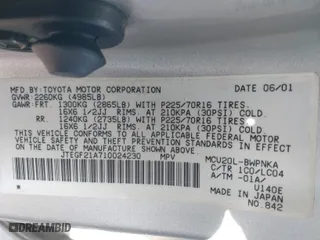 MFD BY:TOYOTA MOTOR CORPORATION DATE 06/01
GVWR: 2260KG (4985LB)
GAWR:FRT. 1300KG (2865LB) WITH P225/70R16 TIRES.
16X6 1/2JJ RIMS. AT 210KPA (30PSI) COLD.
RR. 1240KG (2735LB) WITH P225/70R16 TIRES.
16X6 1/2JJ RIMS. AT 210KPA (30PSI) COLD.
THIS VEHICLE CONFORMS TO ALL APPLICABLE FEDERAL MOTOR
VEHICLE SAFETY STANDARDS IN EFFECT ON THE DATE OF
MANUFACTURE SHOWN ABOVE.
JTEGF21A710024230 MPV MCU20L-BWPNKA
C/TR 1C0/LC04
A/TM -01A/ U140E
MADE IN JAPAN
NO.842